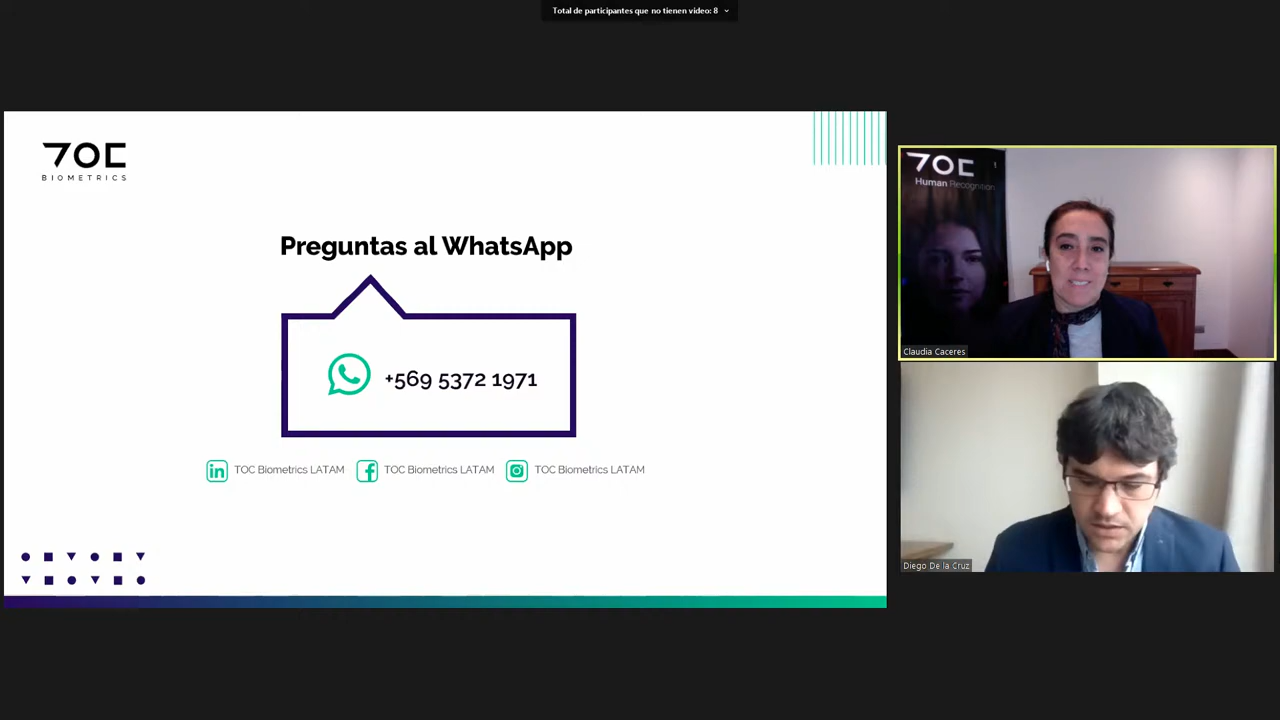 Total de participantes que no tienen video: 8
TOC
BIOMETRICS
Preguntas al WhatsApp
+569 5372 1971
in TOC Biometrics LATAM
TOC Biometrics LATAM
TOC Biometrics LATAM
TOC
Human Recognition
Claudia Caceres
Diego De la Cruz